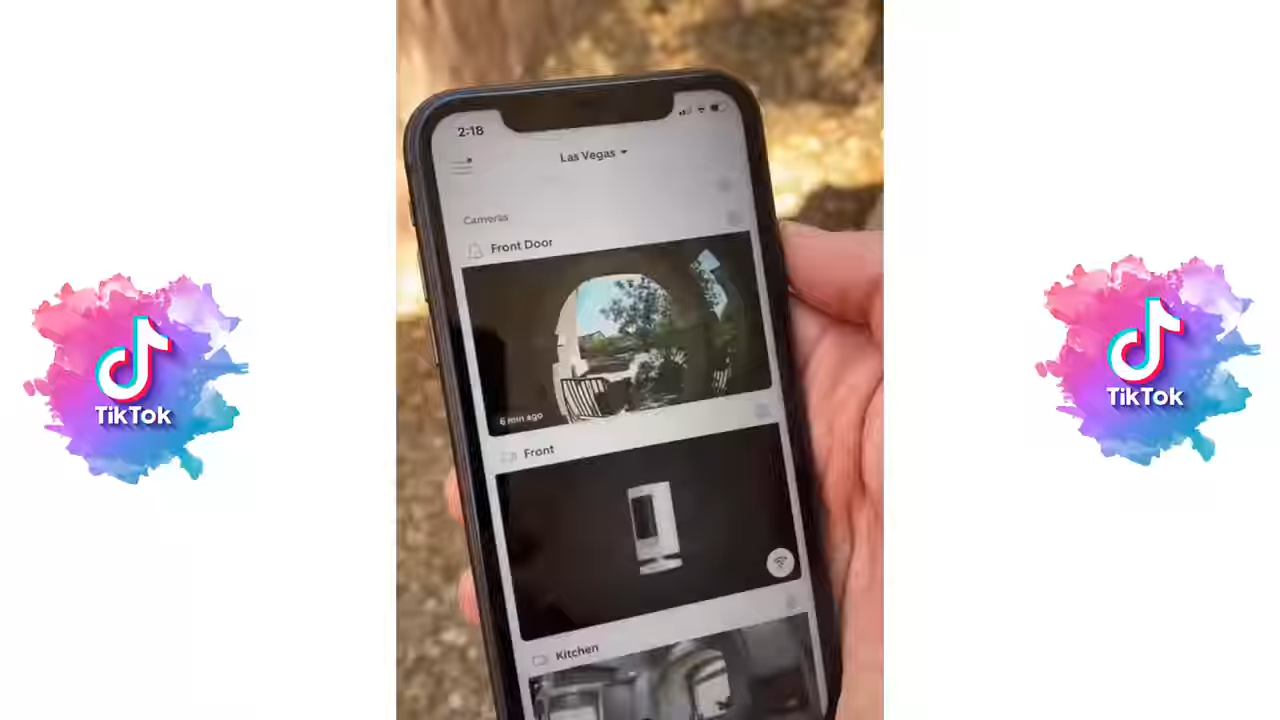 2:18
Las Vegas
Cameras
Front Door
6 min ago
Front
Kitchen
TikTok
TikTok